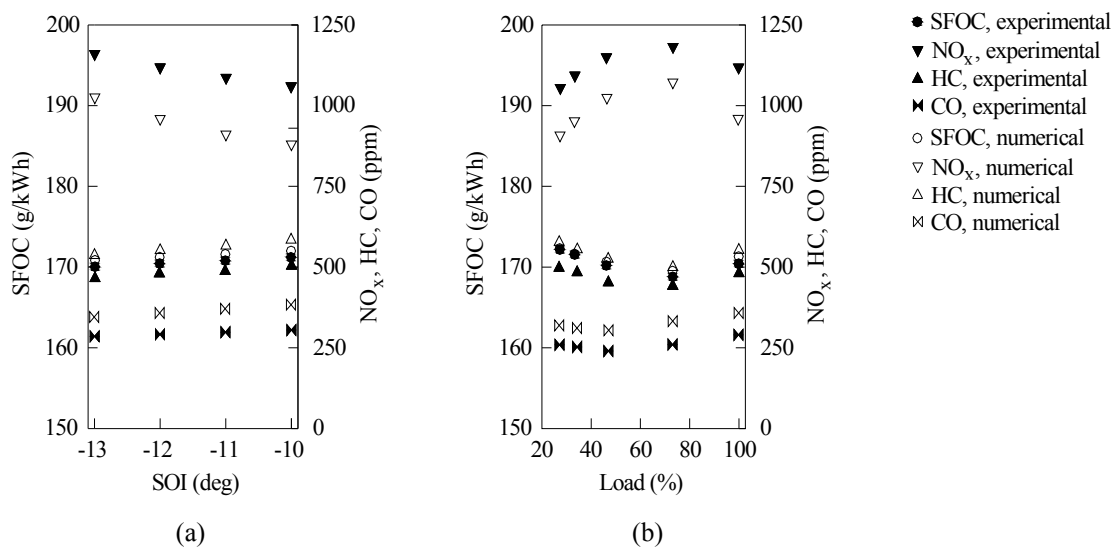 200
190
180
170
160
150
SFOC (g/kWh)
1250
1000
750
500
250
0
NOx, HC, CO (ppm)
-13 -12 -11 -10
SOI (deg)
(a)
200
190
180
170
160
150
SFOC (g/kWh)
1250
1000
750
500
250
0
NOx, HC, CO (ppm)
20 40 60 80 100
Load (%)
(b)
SFOC, experimental
NOx, experimental
HC, experimental
CO, experimental
SFOC, numerical
NOx, numerical
HC, numerical
CO, numerical